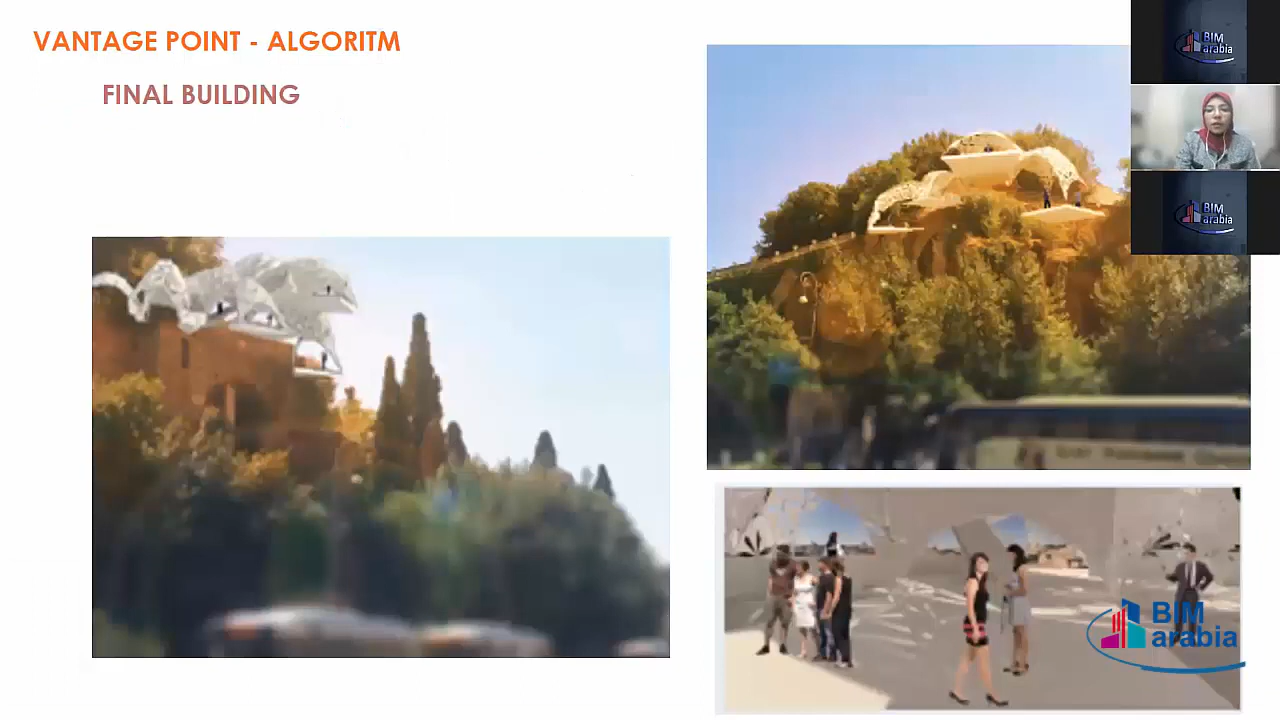 VANTAGE POINT - ALGORITM
FINAL BUILDING
BIM
arabia
BIM
arabia
BIM
arabia